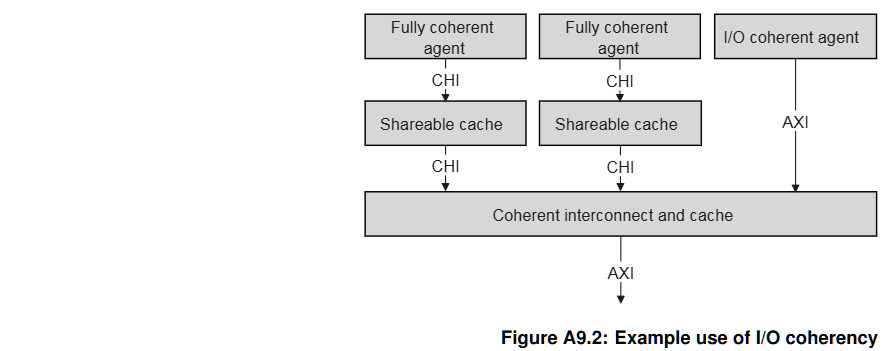 Fully coherent
agent
Fully coherent
agent
I/O coherent agent
CHI
CHI
Shareable cache
Shareable cache
AXI
CHI
CHI
Coherent interconnect and cache
AXI
Figure A9.2: Example use of I/O coherency